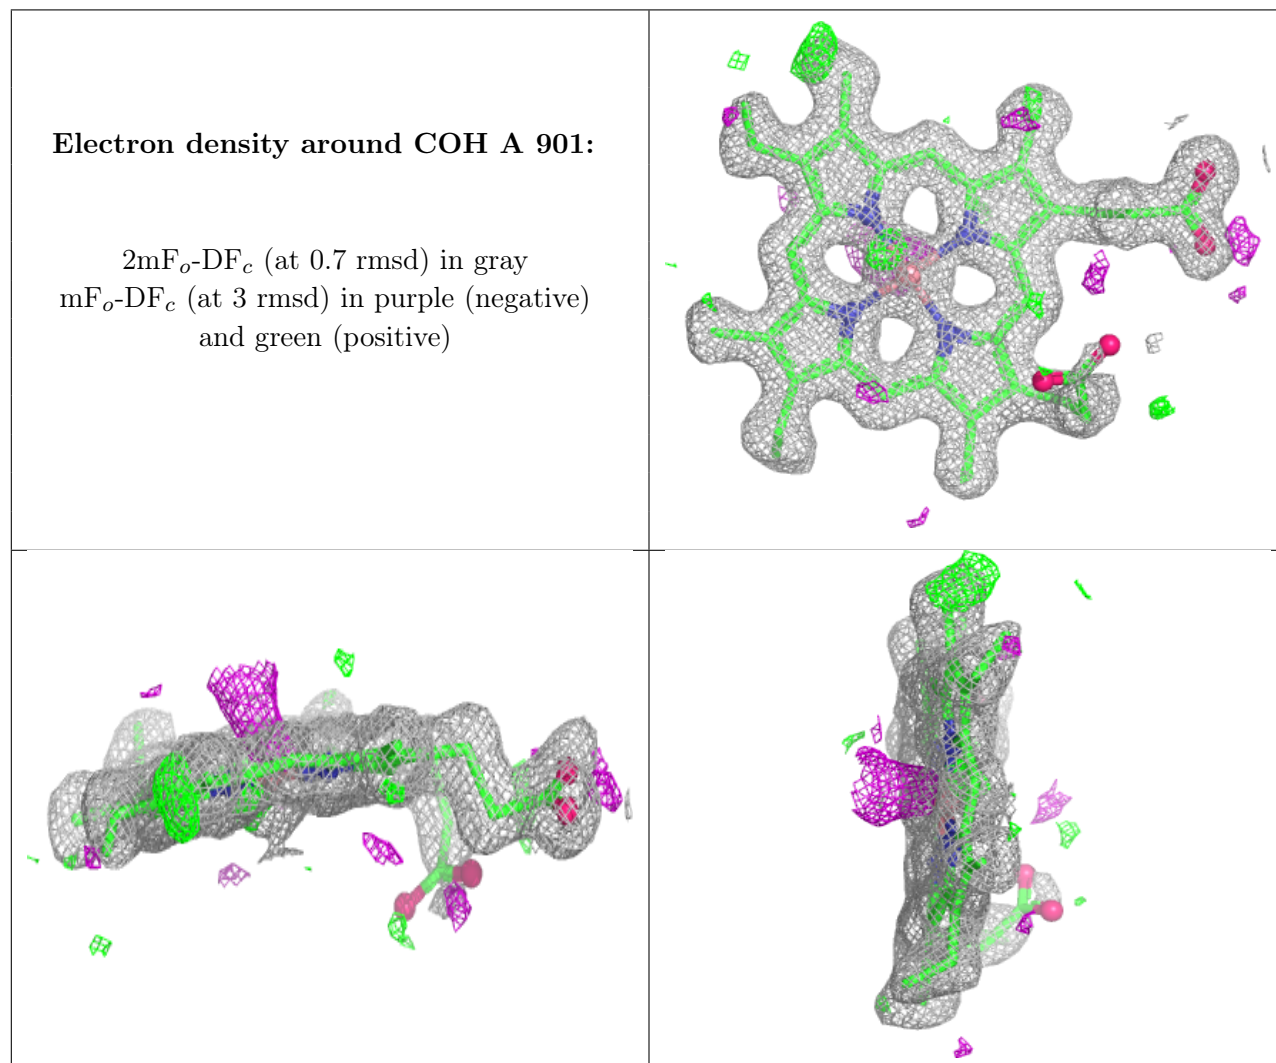 Electron density around COH A 901:
2mFo-DFc (at 0.7 rmsd) in gray
mFo-DFc (at 3 rmsd) in purple (negative)
and green (positive)